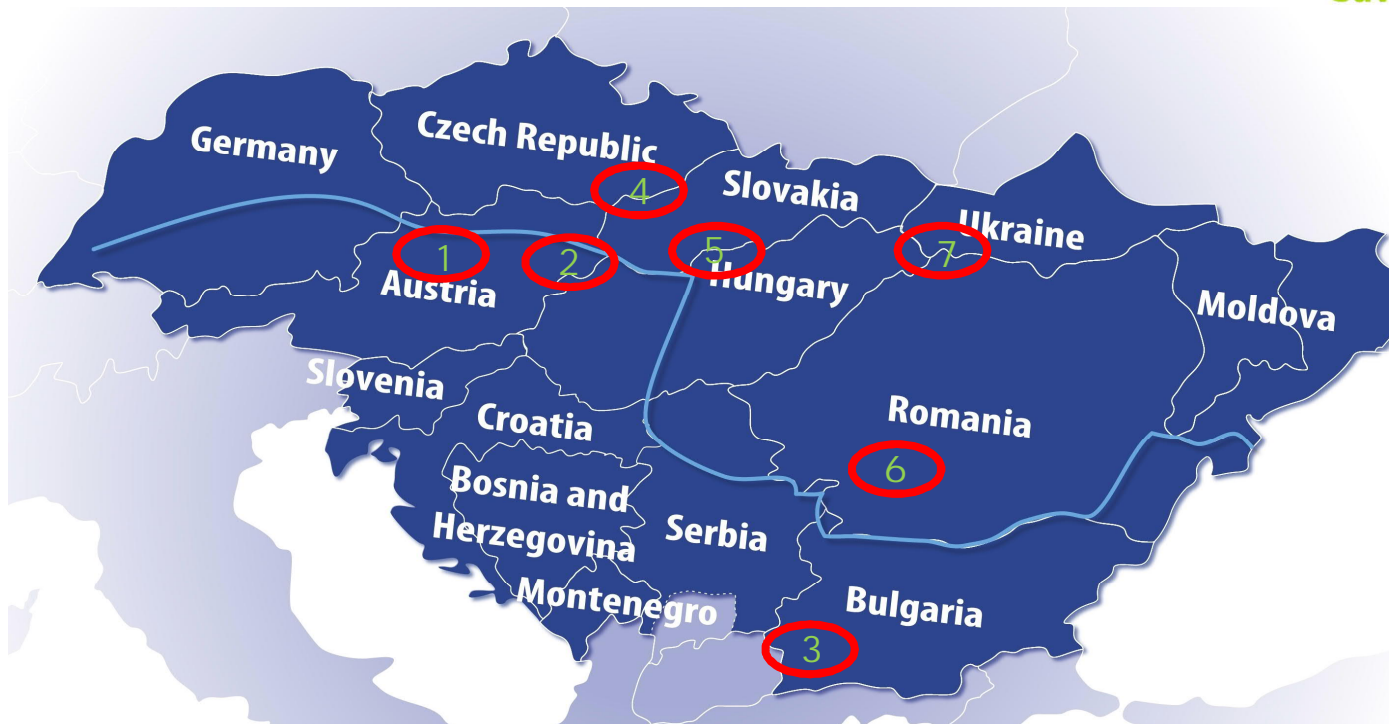 Germany
Czech Republic
4
Slovakia
Ukraine
1
2
5
7
Austria
Hungary
Moldova
Slovenia
Croatia
Romania
Bosnia and
Herzegovina
6
Serbia
Montenegro
Bulgaria
3